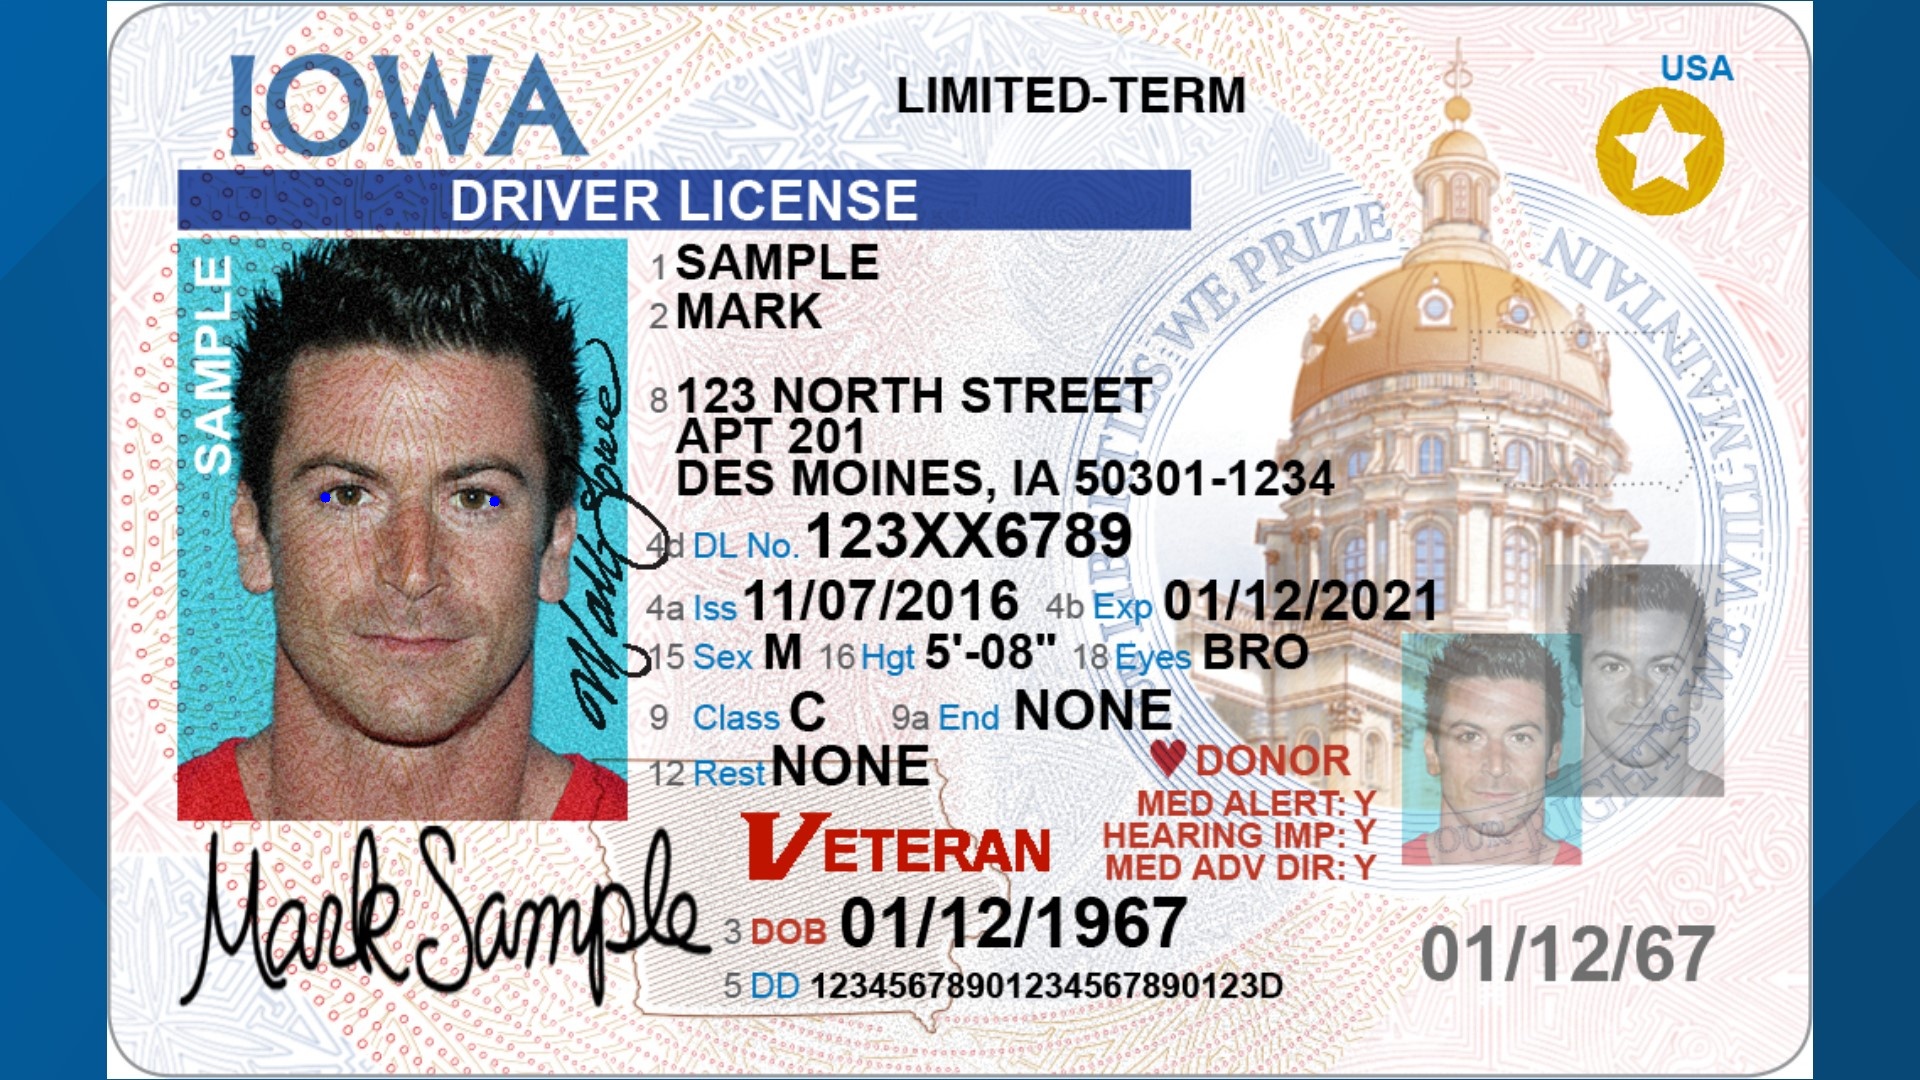 IOWA
LIMITED-TERM
USA
DRIVER LICENSE
SAMPLE
1 SAMPLE
2 MARK
8 123 NORTH STREET
APT 201
DES MOINES, IA 50301-1234
4d DL No. 123XX6789
4a Iss 11/07/2016 4b Exp 01/12/2021
15 Sex M 16 Hgt 5'-08" 18 Eyes BRO
9 Class C 9a End NONE
12 Rest NONE
DONOR
MED ALERT: Y
HEARING IMP: Y
MED ADV DIR: Y
VETERAN
Mark Sample
3 DOB 01/12/1967
01/12/67
5 DD 12345678901234567890123D
LIBERTIES WE PRIZE
OUR RIGHTS WE WILL MAINTAIN